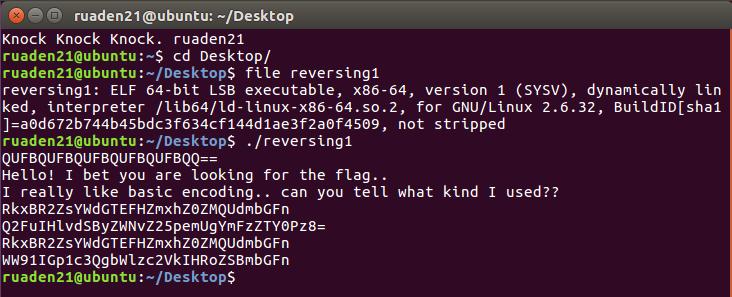 ruaden21@ubuntu: ~/Desktop
Knock Knock Knock. ruaden21
ruaden21@ubuntu:~$ cd Desktop/
ruaden21@ubuntu:~/Desktop$ file reversing1
reversing1: ELF 64-bit LSB executable, x86-64, version 1 (SYSV), dynamically lin
ked, interpreter /lib64/ld-linux-x86-64.so.2, for GNU/Linux 2.6.32, BuildID[sha1
]=a0d672b744b45bdc3f634cf144d1ae3f2a0f4509, not stripped
ruaden21@ubuntu:~/Desktop$ ./reversing1
QUFBQUFBQUFBQUFBQUFBQQ==
Hello! I bet you are looking for the flag..
I really like basic encoding.. can you tell what kind I used??
RkxBR2ZsYWdGTEFHZmxhZ0ZMQUdmbGFn
Q2FuIHlvdSByZWNvZ25pemUgYmFzZTY0Pz8=
RkxBR2ZsYWdGTEFHZmxhZ0ZMQUdmbGFn
WW91IGp1c3QgbWlzc2VkIHRoZSBmbGFn
ruaden21@ubuntu:~/Desktop$